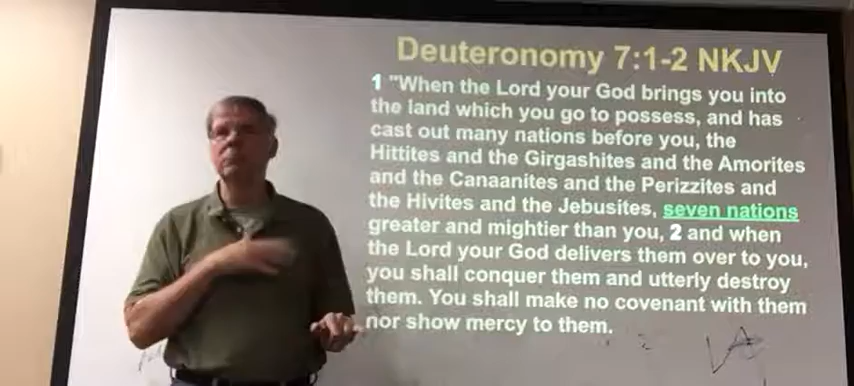 Deuteronomy 7:1-2 NKJV
1 "When the Lord your God brings you into
the land which you go to possess, and has
cast out many nations before you, the
Hittites and the Girgashites and the Amorites
and the Canaanites and the Perizzites and
the Hivites and the Jebusites, seven nations
greater and mightier than you, 2 and when
the Lord your God delivers them over to you,
you shall conquer them and utterly destroy
them. You shall make no covenant with them
nor show mercy to them.